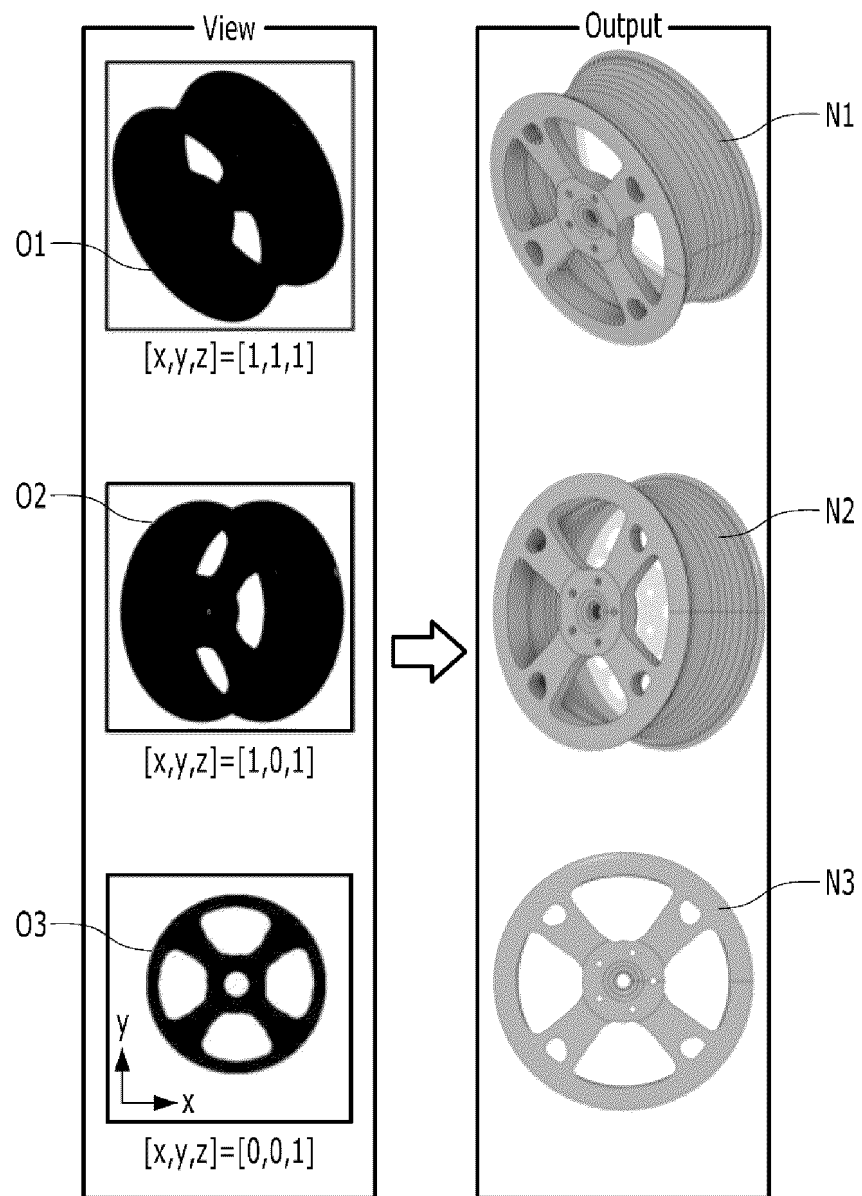 View
Output
N1
O1
[x,y,z]=[1,1,1]
O2
N2
[x,y,z]=[1,0,1]
N3
O3
y
x
[x,y,z]=[0,0,1]